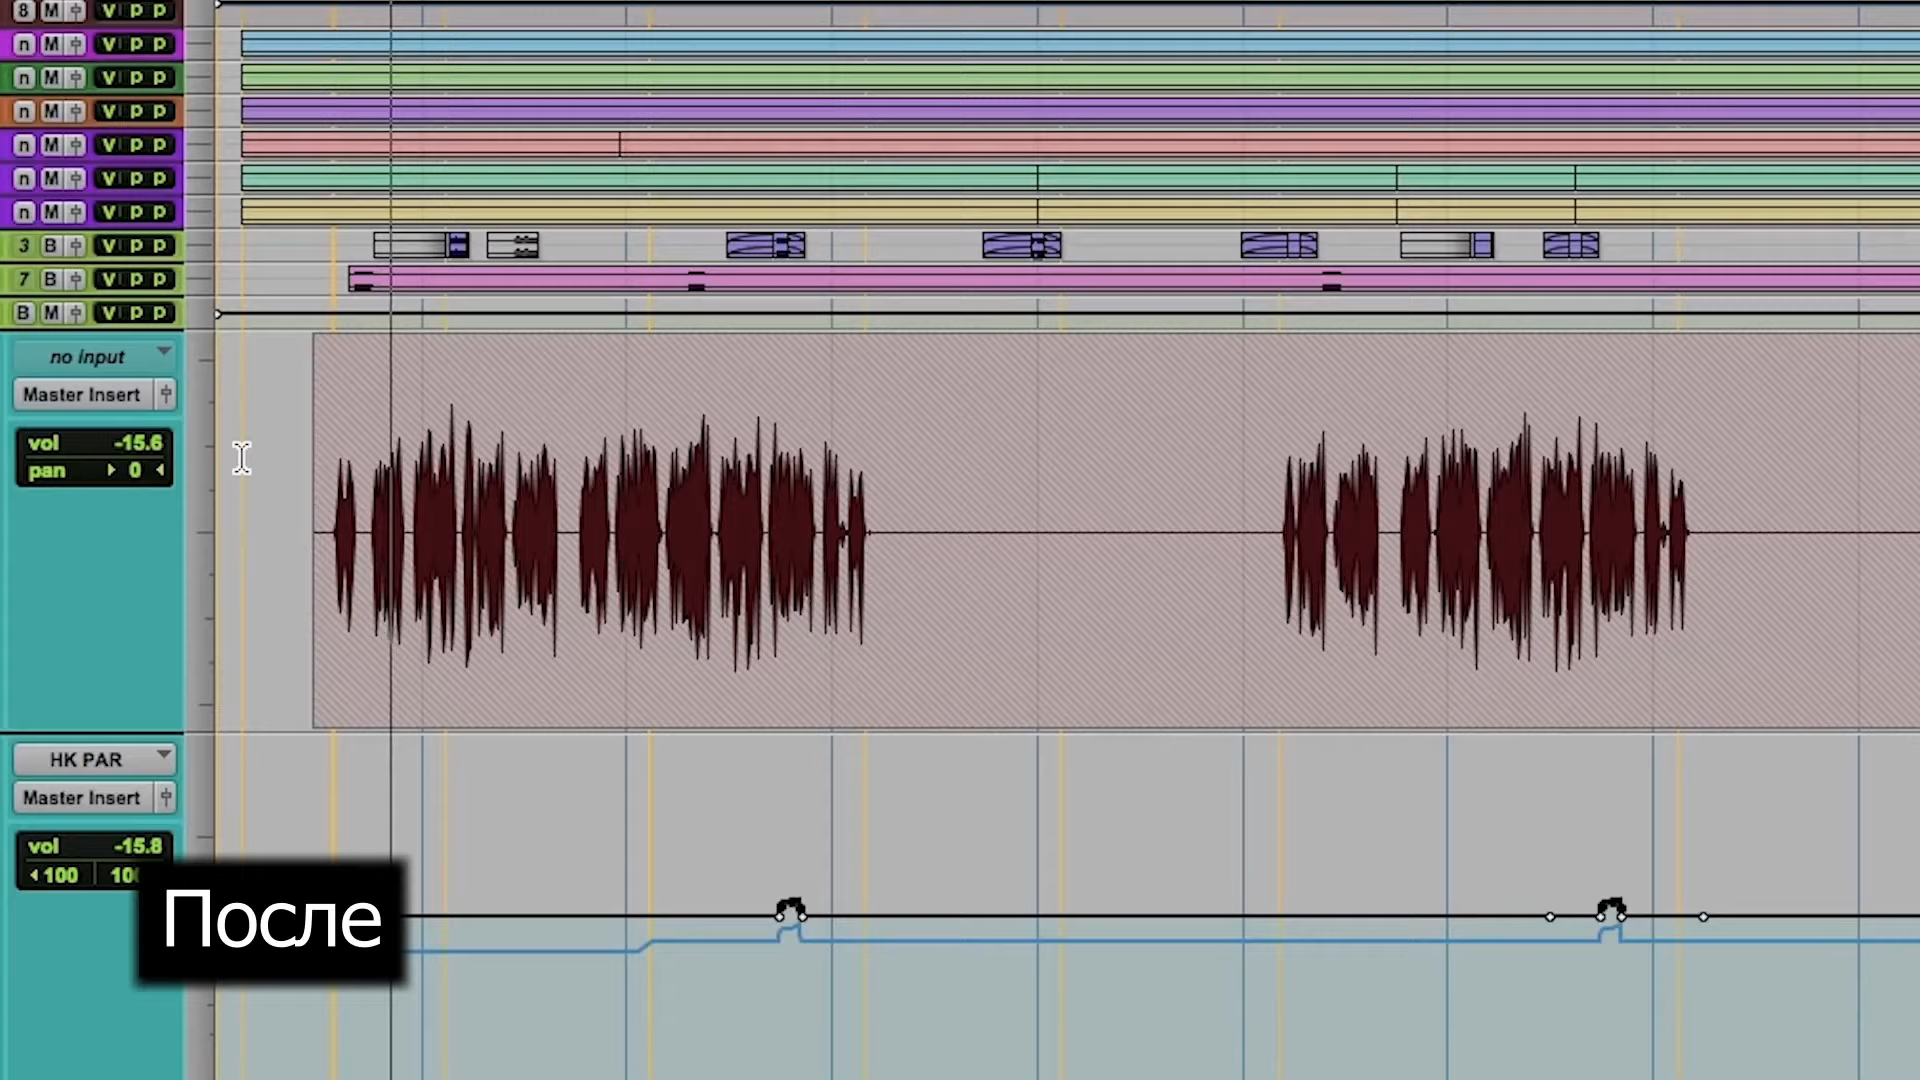 8 M V p p
n M V p p
n M V p p
n M V p p
n M V p p
n M V p p
n M V p p
3 B V p p
7 B V p p
B M V p p
no input
Master Insert
vol -15.6
pan 0
HK PAR
Master Insert
vol -15.8
100 100
После